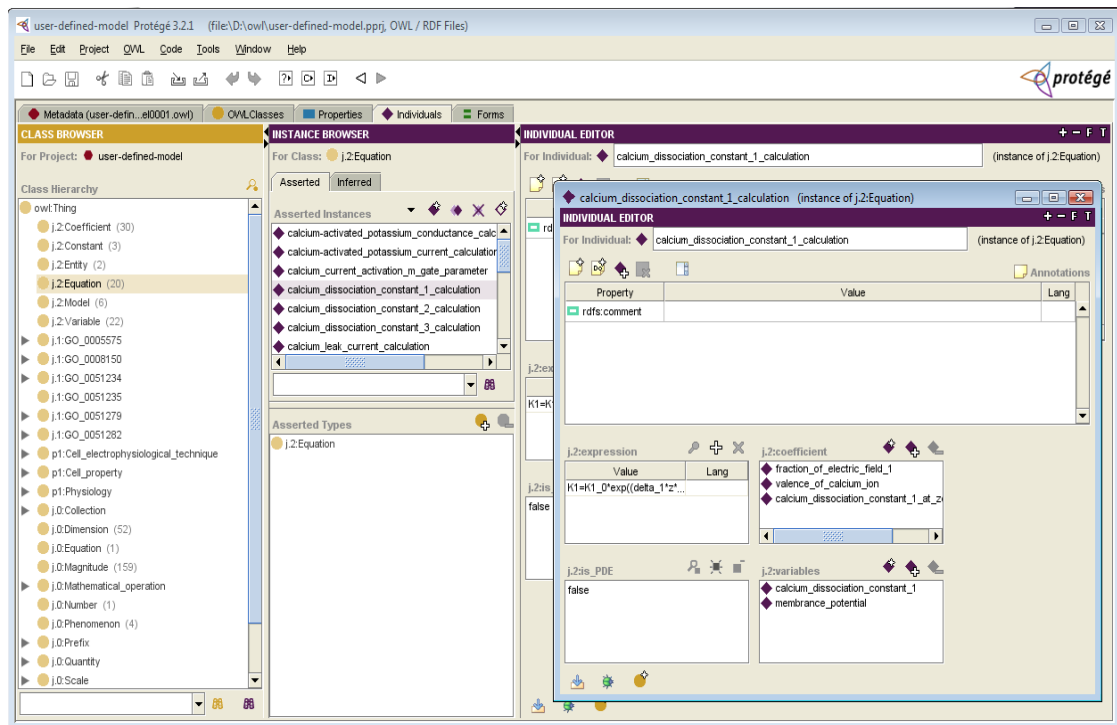 user-defined-model Protégé 3.2.1 (file:\D:\owl\user-defined-model.pprj, OWL / RDF Files)
File Edit Project OWL Code Tools Window Help
protégé
Metadata (user-defin...el0001.owl) OWLClasses Properties Individuals Forms
CLASS BROWSER
For Project: user-defined-model
Class Hierarchy
owl:Thing
j.2:Coefficient (30)
j.2:Constant (3)
j.2:Entity (2)
j.2:Equation (20)
j.2:Model (6)
j.2:Variable (22)
j.1:GO_0005575
j.1:GO_0008150
j.1:GO_0051234
j.1:GO_0051235
j.1:GO_0051279
j.1:GO_0051282
p1:Cell_electrophysiological_technique
p1:Cell_property
p1:Physiology
j.0:Collection
j.0:Dimension (52)
j.0:Equation (1)
j.0:Magnitude (159)
j.0:Mathematical_operation
j.0:Number (1)
j.0:Phenomenon (4)
j.0:Prefix
j.0:Quantity
j.0:Scale
INSTANCE BROWSER
For Class: j.2:Equation
Asserted Inferred
Asserted Instances
calcium-activated_potassium_conductance_calc
calcium-activated_potassium_current_calculation
calcium_current_activation_m_gate_parameter
calcium_dissociation_constant_1_calculation
calcium_dissociation_constant_2_calculation
calcium_dissociation_constant_3_calculation
calcium_leak_current_calculation
Asserted Types
j.2:Equation
INDIVIDUAL EDITOR + − F T
For Individual: calcium_dissociation_constant_1_calculation (instance of j.2:Equation)
rd
j.2:ex
K1=K
j.2:is_
false
calcium_dissociation_constant_1_calculation (instance of j.2:Equation)
INDIVIDUAL EDITOR + − F T
For Individual: calcium_dissociation_constant_1_calculation (instance of j.2:Equation)
Annotations
Property Value Lang
rdfs:comment
j.2:expression
Value Lang
K1=K1_0*exp((delta_1*z*...
j.2:coefficient
fraction_of_electric_field_1
valence_of_calcium_ion
calcium_dissociation_constant_1_at_ze
j.2:is_PDE
false
j.2:variables
calcium_dissociation_constant_1
membrance_potential